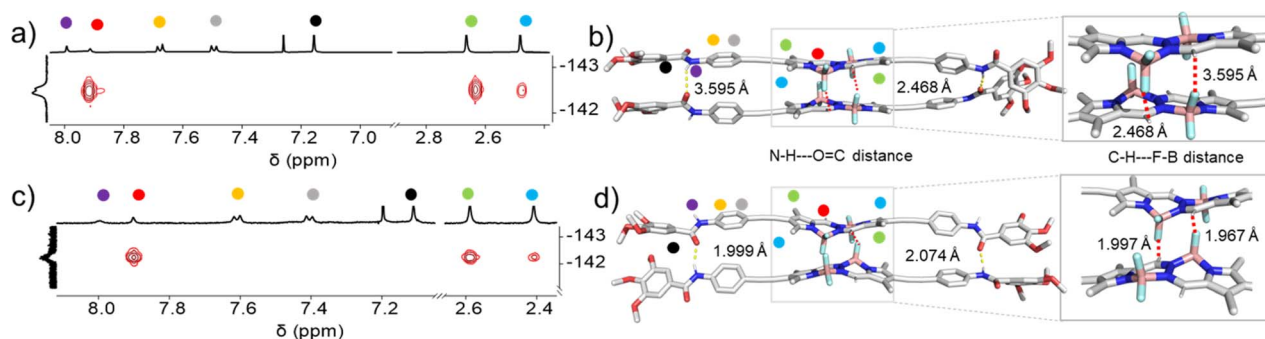 a)
-143
-142
8.0 7.8 7.6 7.4 7.2 7.0 2.8 2.6
δ (ppm)
b)
3.595 Å
2.468 Å
N-H---O=C distance
3.595 Å
2.468 Å
C-H---F-B distance
c)
-143
-142
8.0 7.8 7.6 7.4 7.2 2.6 2.4
δ (ppm)
d)
1.999 Å
2.074 Å
1.997 Å
1.967 Å